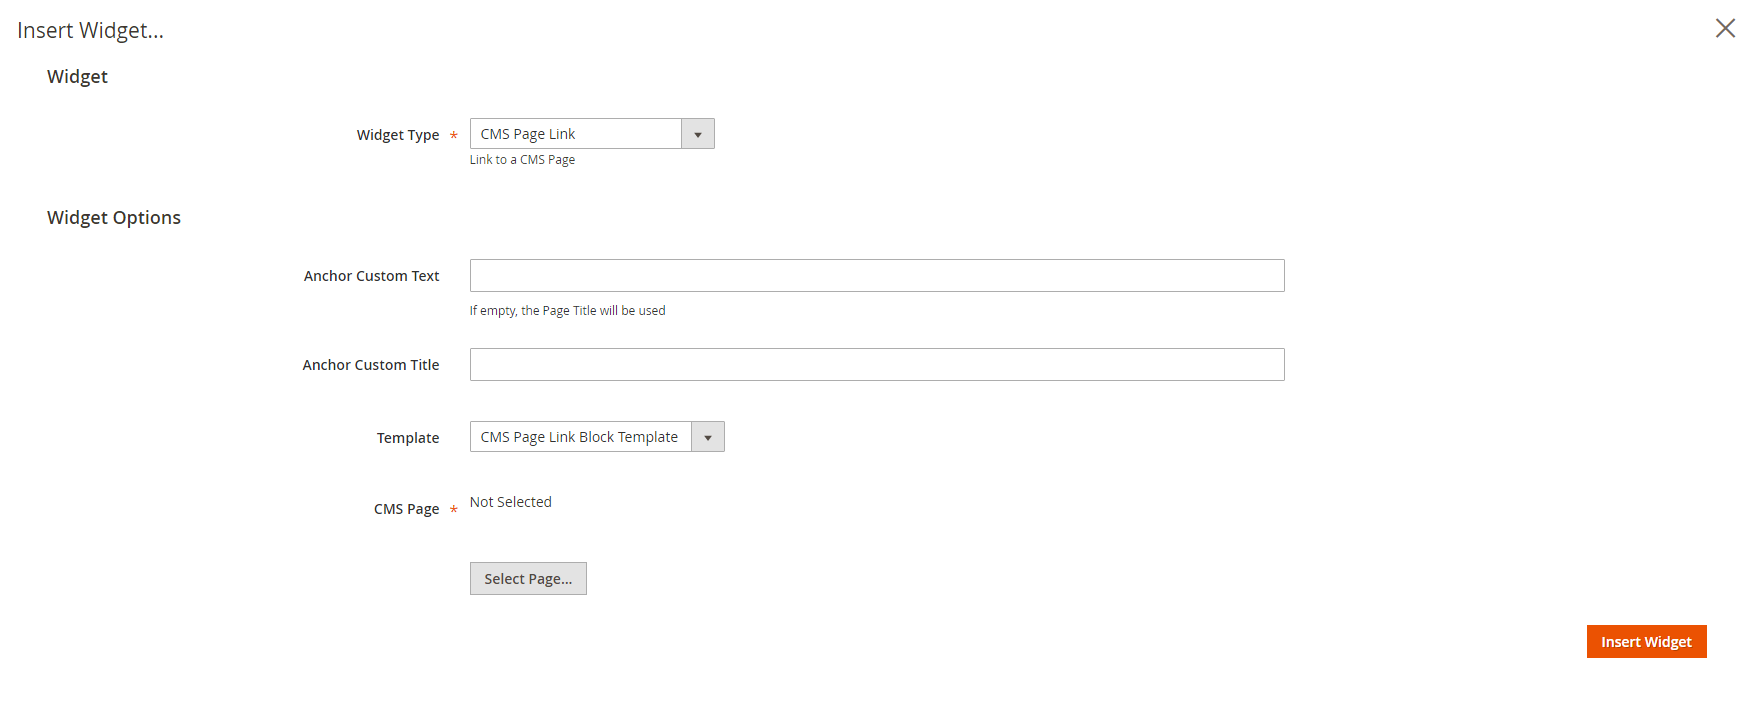 Insert Widget...
Widget
Widget Type *
CMS Page Link
Link to a CMS Page
Widget Options
Anchor Custom Text
If empty, the Page Title will be used
Anchor Custom Title
Template
CMS Page Link Block Template
CMS Page *
Not Selected
Select Page...
Insert Widget